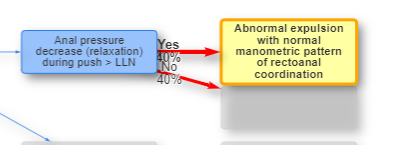 Anal pressure
decrease (relaxation)
during push > LLN
Yes
40%
No
40%
Abnormal expulsion
with normal
manometric pattern
of rectoanal
coordination